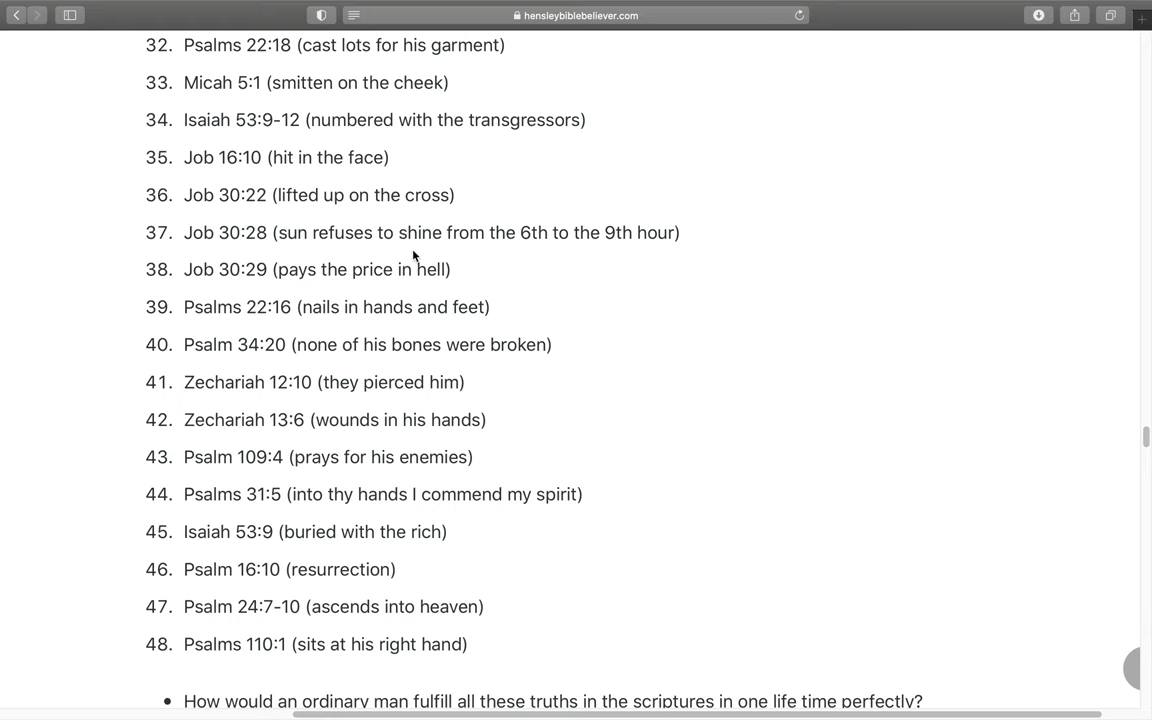 hensleybiblebeliever.com
32. Psalms 22:18 (cast lots for his garment)
33. Micah 5:1 (smitten on the cheek)
34. Isaiah 53:9-12 (numbered with the transgressors)
35. Job 16:10 (hit in the face)
36. Job 30:22 (lifted up on the cross)
37. Job 30:28 (sun refuses to shine from the 6th to the 9th hour)
38. Job 30:29 (pays the price in hell)
39. Psalms 22:16 (nails in hands and feet)
40. Psalm 34:20 (none of his bones were broken)
41. Zechariah 12:10 (they pierced him)
42. Zechariah 13:6 (wounds in his hands)
43. Psalm 109:4 (prays for his enemies)
44. Psalms 31:5 (into thy hands I commend my spirit)
45. Isaiah 53:9 (buried with the rich)
46. Psalm 16:10 (resurrection)
47. Psalm 24:7-10 (ascends into heaven)
48. Psalms 110:1 (sits at his right hand)
• How would an ordinary man fulfill all these truths in the scriptures in one life time perfectly?